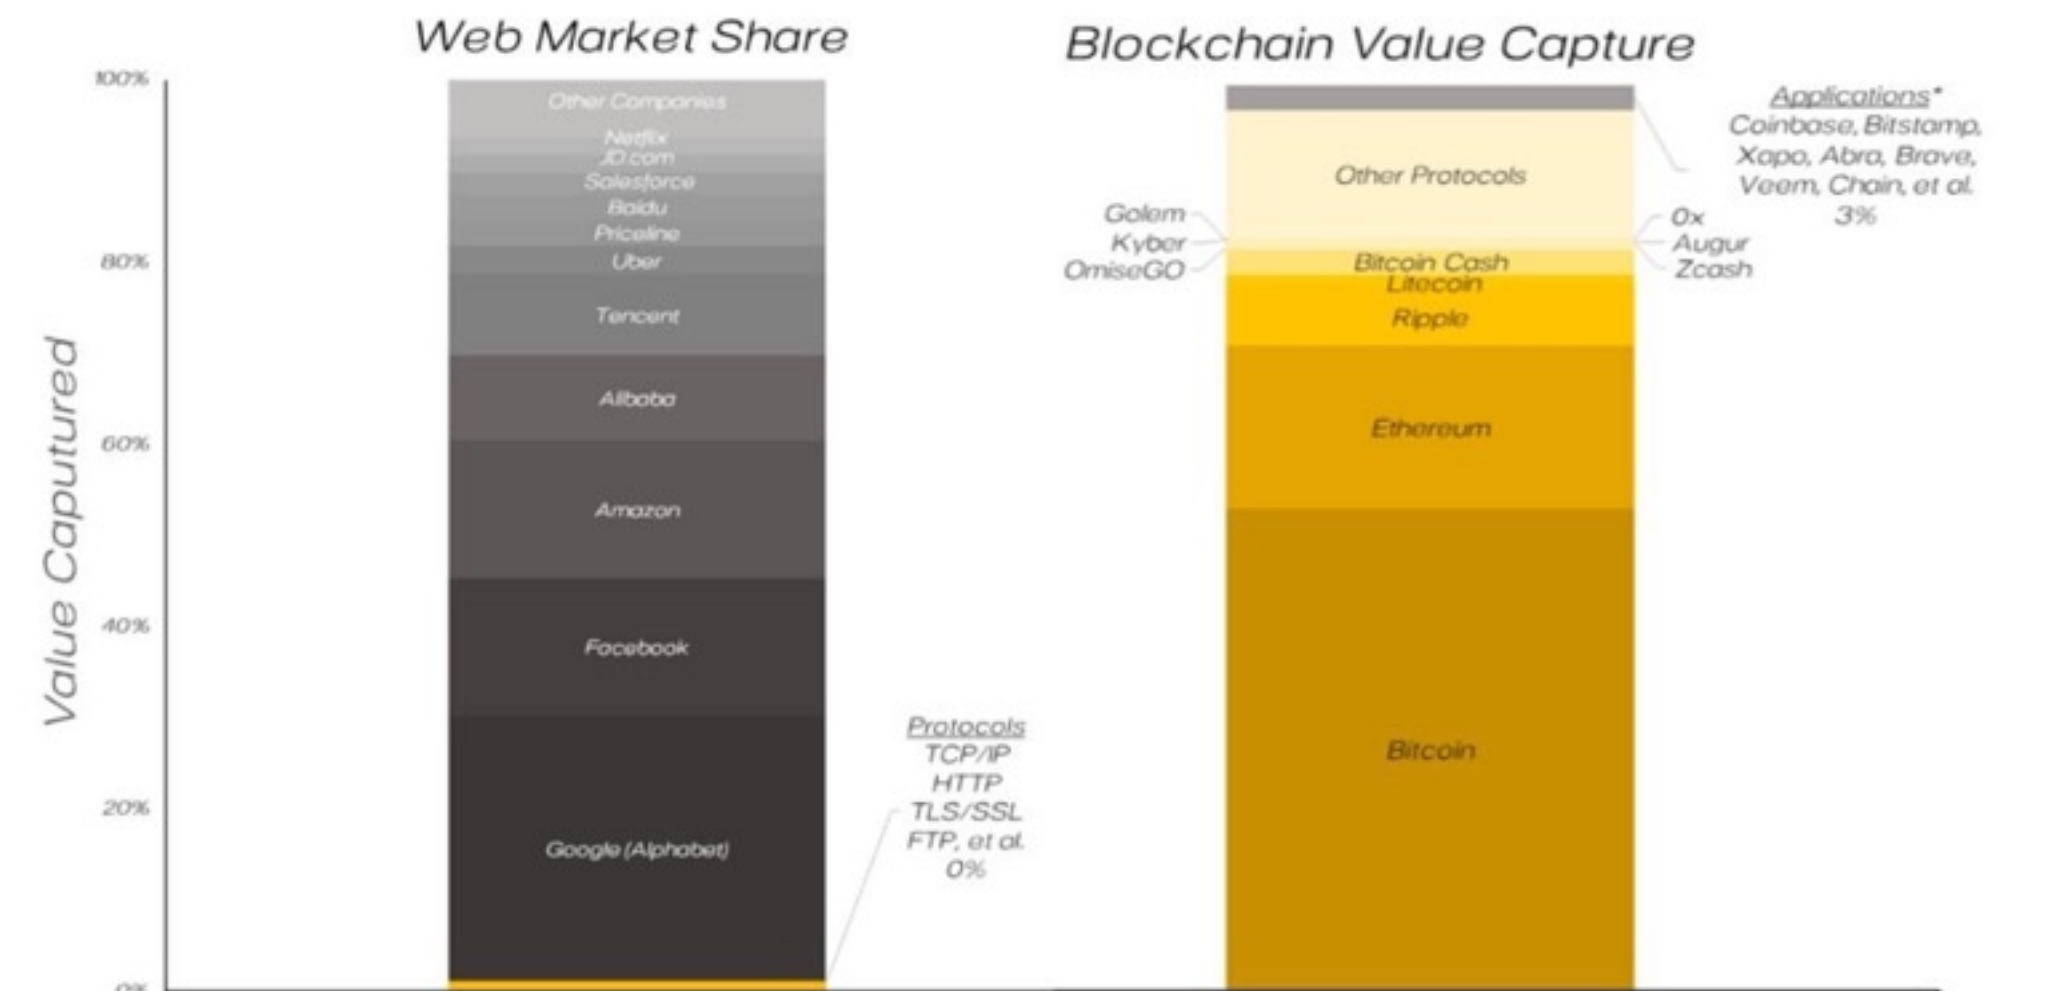 Web Market Share
Value Caputured
100%
80%
60%
40%
20%
0%
Other Companies
Netflix
JD.com
Salesforce
Baidu
Priceline
Uber
Tencent
Alibaba
Amazon
Facebook
Google (Alphabet)
Protocols
TCP/IP
HTTP
TLS/SSL
FTP, et al.
0%
Blockchain Value Capture
Golem
Kyber
OmiseGO
Other Protocols
Bitcoin Cash
Litecoin
Ripple
Ethereum
Bitcoin
Applications*
Coinbase, Bitstamp,
Xapo, Abra, Brave,
Veem, Chain, et al.
3%
0x
Augur
Zcash